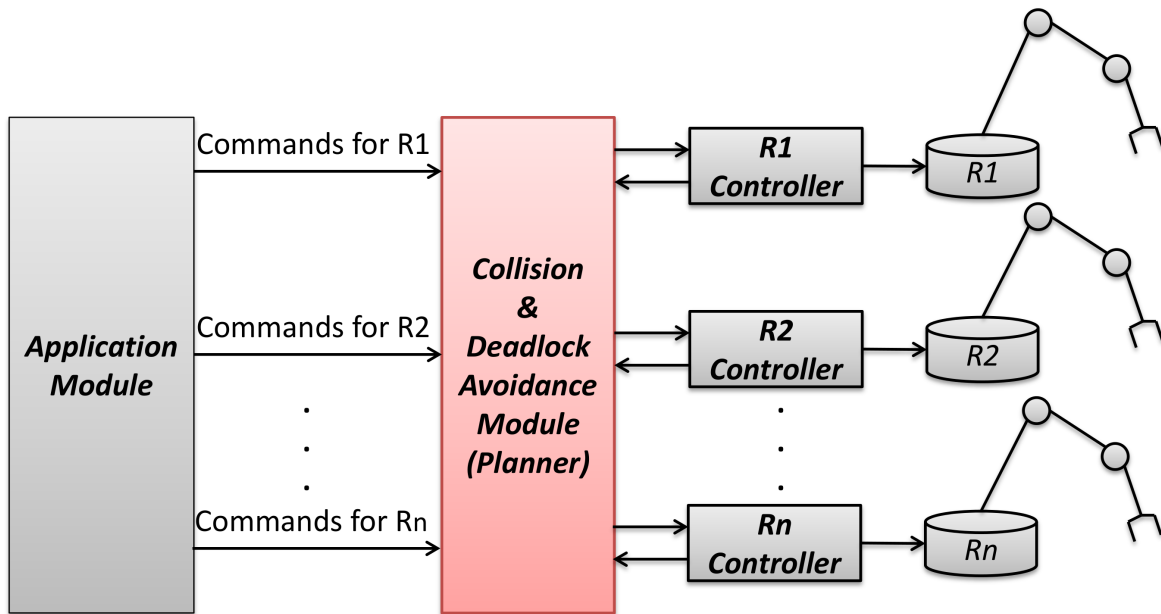 Commands for R1
R1
Controller
R1
Collision
&
Deadlock
Avoidance
Module
(Planner)
Application
Module
Commands for R2
R2
Controller
R2
Commands for Rn
Rn
Controller
Rn